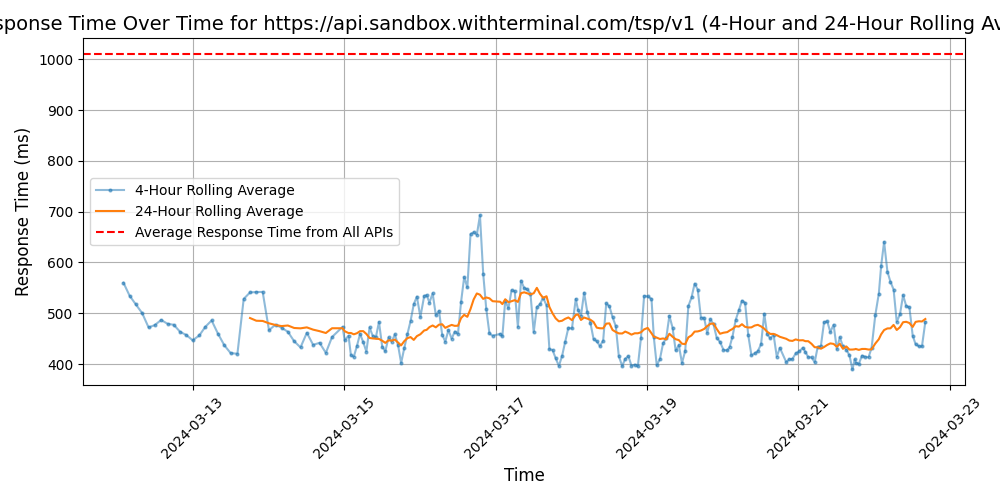 sponse Time Over Time for https://api.sandbox.withterminal.com/tsp/v1 (4-Hour and 24-Hour Rolling Av
1000
900
800
700
600
500
400
Response Time (ms)
4-Hour Rolling Average
24-Hour Rolling Average
Average Response Time from All APIs
2024-03-13
2024-03-15
2024-03-17
2024-03-19
2024-03-21
2024-03-23
Time